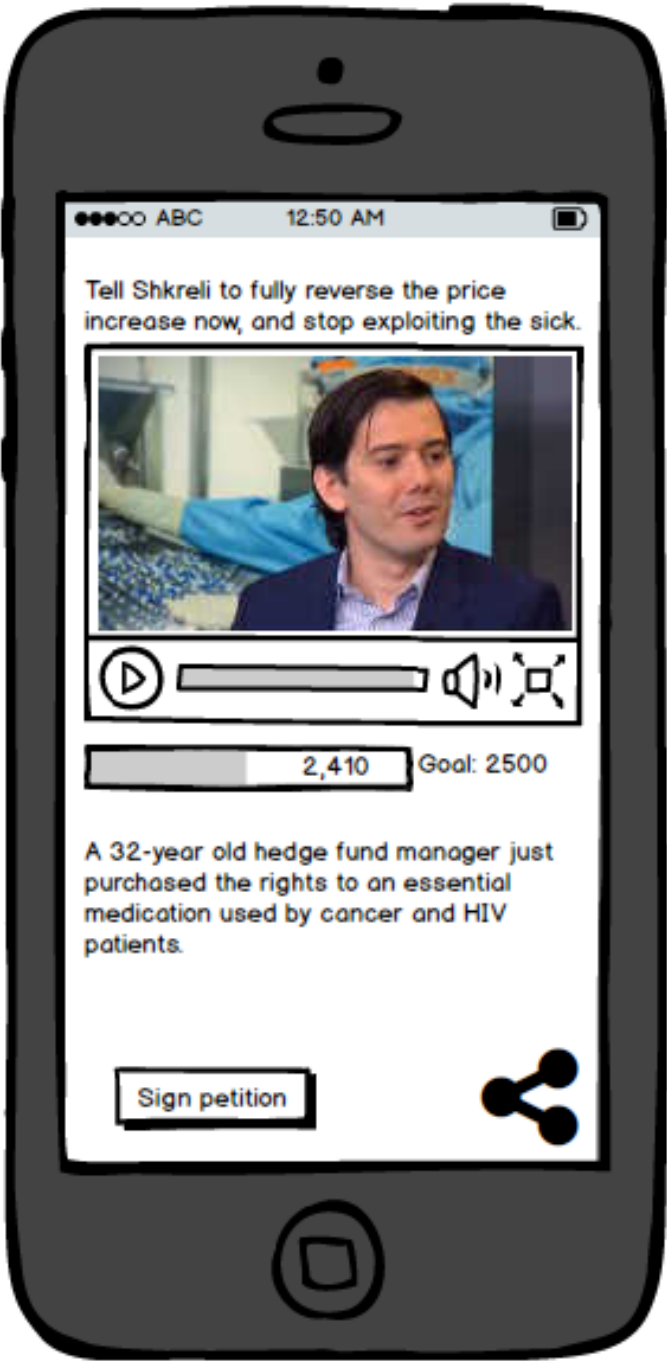 ABC 12:50 AM
Tell Shkreli to fully reverse the price
increase now, and stop exploiting the sick.
2,410 Goal: 2500
A 32-year old hedge fund manager just
purchased the rights to an essential
medication used by cancer and HIV
patients.
Sign petition